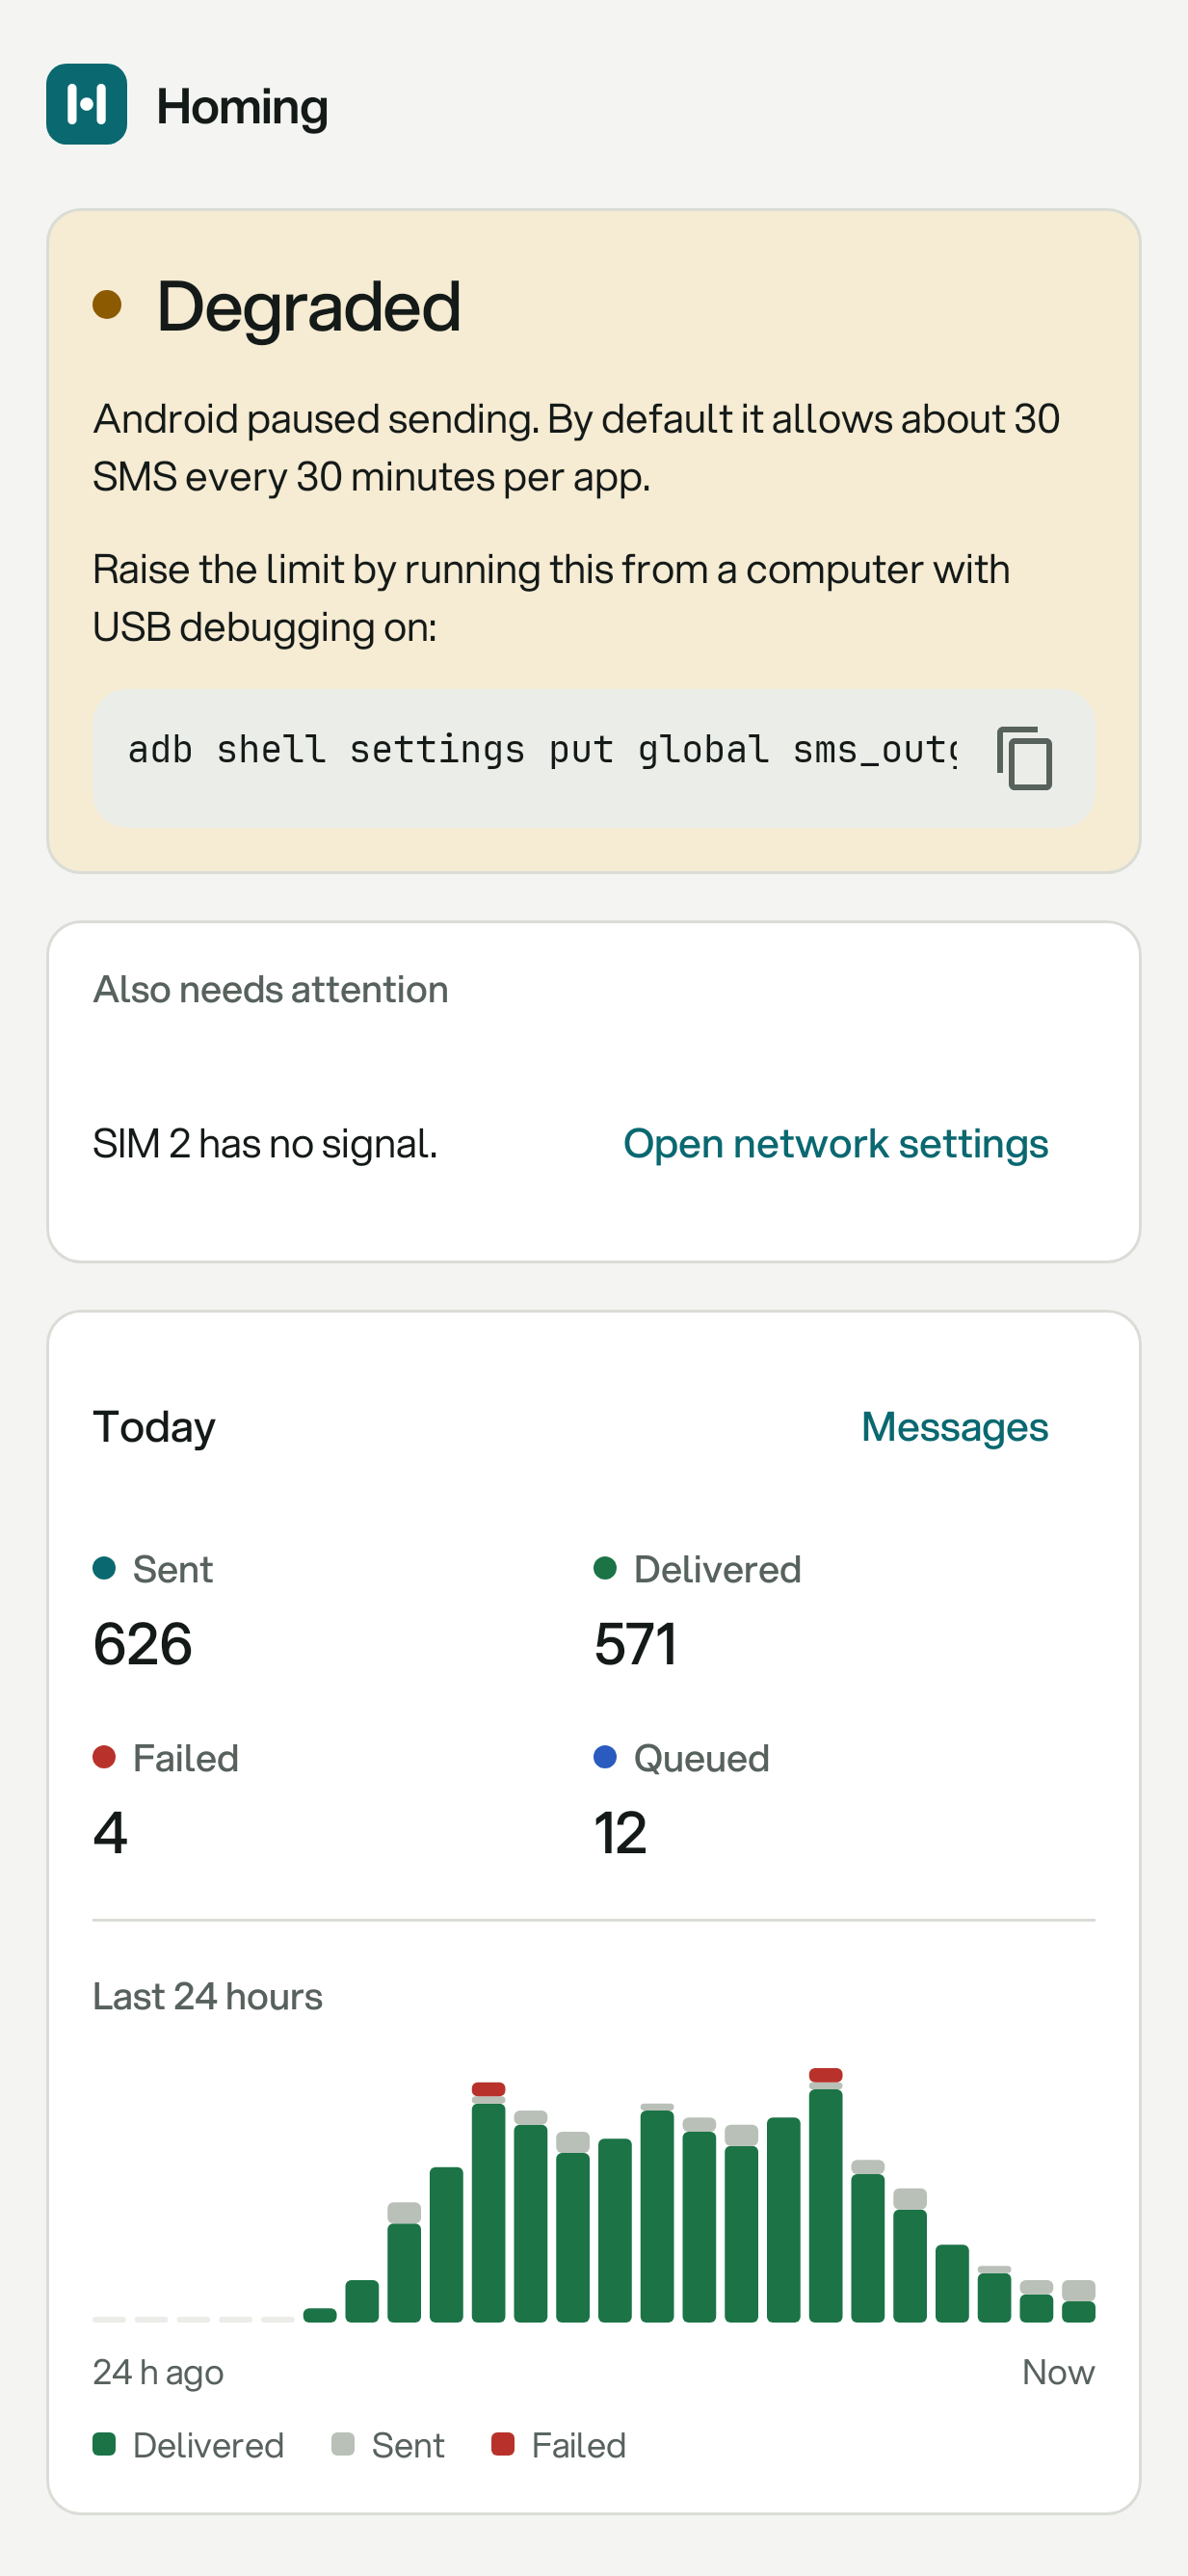 Homing
Degraded
Android paused sending. By default it allows about 30
SMS every 30 minutes per app.
Raise the limit by running this from a computer with
USB debugging on:
adb shell settings put global sms_outg
Also needs attention
SIM 2 has no signal.
Open network settings
Today
Messages
Sent
Delivered
626
571
Failed
Queued
4
12
Last 24 hours
24 h ago
Now
Delivered
Sent
Failed